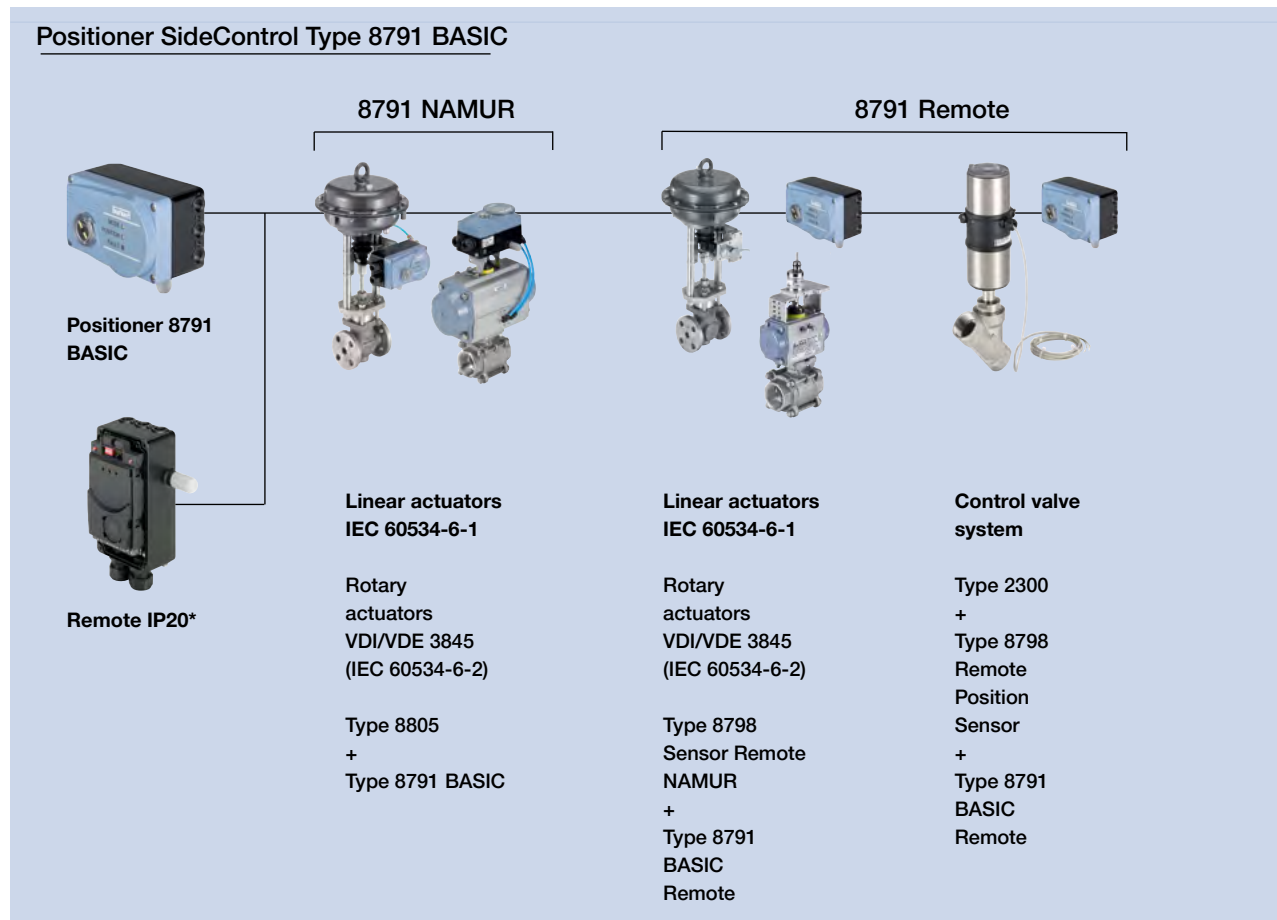 Positioner SideControl Type 8791 BASIC
8791 NAMUR
8791 Remote
Positioner 8791
BASIC
Remote IP20*
Linear actuators
IEC 60534-6-1
Rotary
actuators
VDI/VDE 3845
(IEC 60534-6-2)
Type 8805
+
Type 8791 BASIC
Linear actuators
IEC 60534-6-1
Rotary
actuators
VDI/VDE 3845
(IEC 60534-6-2)
Type 8798
Sensor Remote
NAMUR
+
Type 8791
BASIC
Remote
Control valve
system
Type 2300
+
Type 8798
Remote
Position
Sensor
+
Type 8791
BASIC
Remote